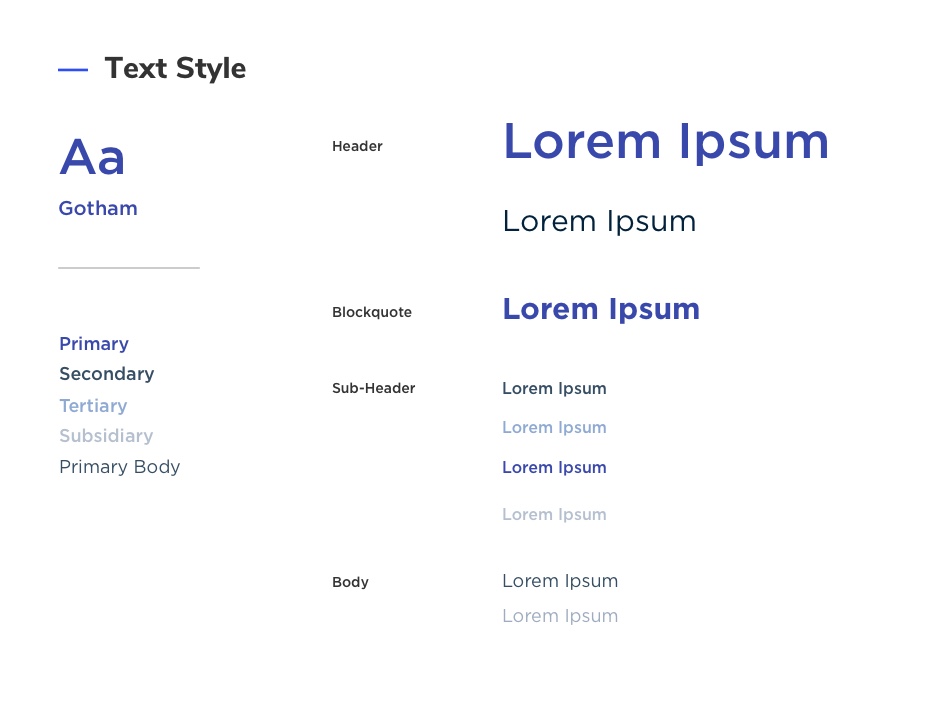 Text Style
Aa
Gotham
Primary
Secondary
Tertiary
Subsidiary
Primary Body
Header
Lorem Ipsum
Lorem Ipsum
Blockquote
Lorem Ipsum
Sub-Header
Lorem Ipsum
Lorem Ipsum
Lorem Ipsum
Lorem Ipsum
Body
Lorem Ipsum
Lorem Ipsum